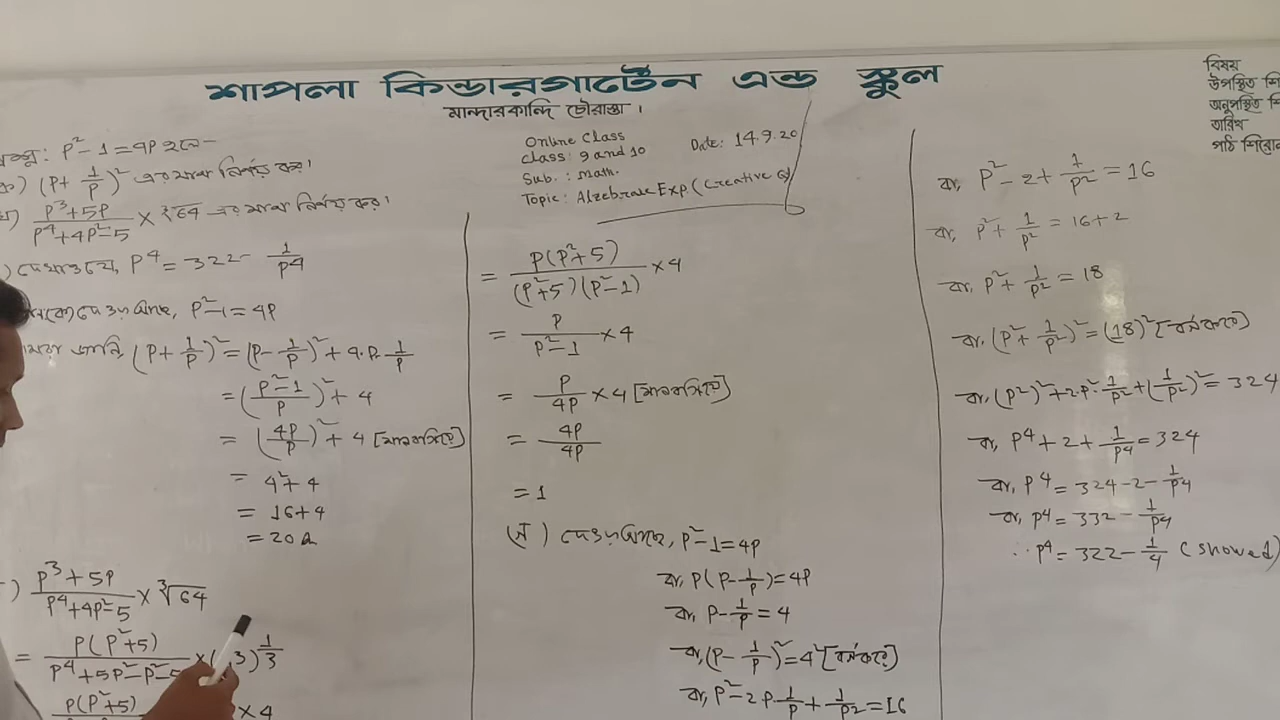 শাপলা কিন্ডারগার্টেন এন্ড স্কুল
মান্দারকান্দি চৌরাস্তা ।
বিষয়
উপস্থিত শি
অনুপস্থিত শি
তারিখ
পাঠ শিরোন
Online Class
Date: 14.9.20
Class: 9 and 10
Sub.: Math.
Topic: Algebraic Exp (Creative Q)
প্রশ্ন: P² - 1 = 4P হলে-
ক) (P + 1/P)² এর মান নির্ণয় কর।
খ) (P³+5P)/(P⁴+4P²-5) × ³√64 এর মান নির্ণয় কর।
) দেখাও যে, P⁴ = 322 - 1/P⁴
দেওয়া আছে, P² - 1 = 4P
আমরা জানি, (P + 1/P)² = (P - 1/P)² + 4.P.1/P
= ((P²-1)/P)² + 4
= (4P/P)² + 4 [মান বসিয়ে]
= 4² + 4
= 16 + 4
= 20
) (P³+5P)/(P⁴+4P²-5) × ³√64
= P(P²+5)/(P⁴+5P²-P²-5) × ( 3)^(1/3)
P(P²+5) × 4
= P(P²+5)/((P²+5)(P²-1)) × 4
= P/(P²-1) × 4
= P/4P × 4 [মান বসিয়ে]
= 4P/4P
= 1
(গ) দেওয়া আছে, P² - 1 = 4P
বা, P(P - 1/P) = 4P
বা, P - 1/P = 4
বা, (P - 1/P)² = 4² [বর্গ করে]
বা, P² - 2 P.1/P + 1/P² = 16
বা, P² - 2 + 1/P² = 16
বা, P² + 1/P² = 16 + 2
বা, P² + 1/P² = 18
বা, (P² + 1/P²)² = (18)² [বর্গ করে]
বা, (P²)² + 2.P².1/P² + (1/P²)² = 324
বা, P⁴ + 2 + 1/P⁴ = 324
বা, P⁴ = 324 - 2 - 1/P⁴
বা, P⁴ = 332 - 1/P⁴
∴ P⁴ = 322 - 1/4 (Showed)